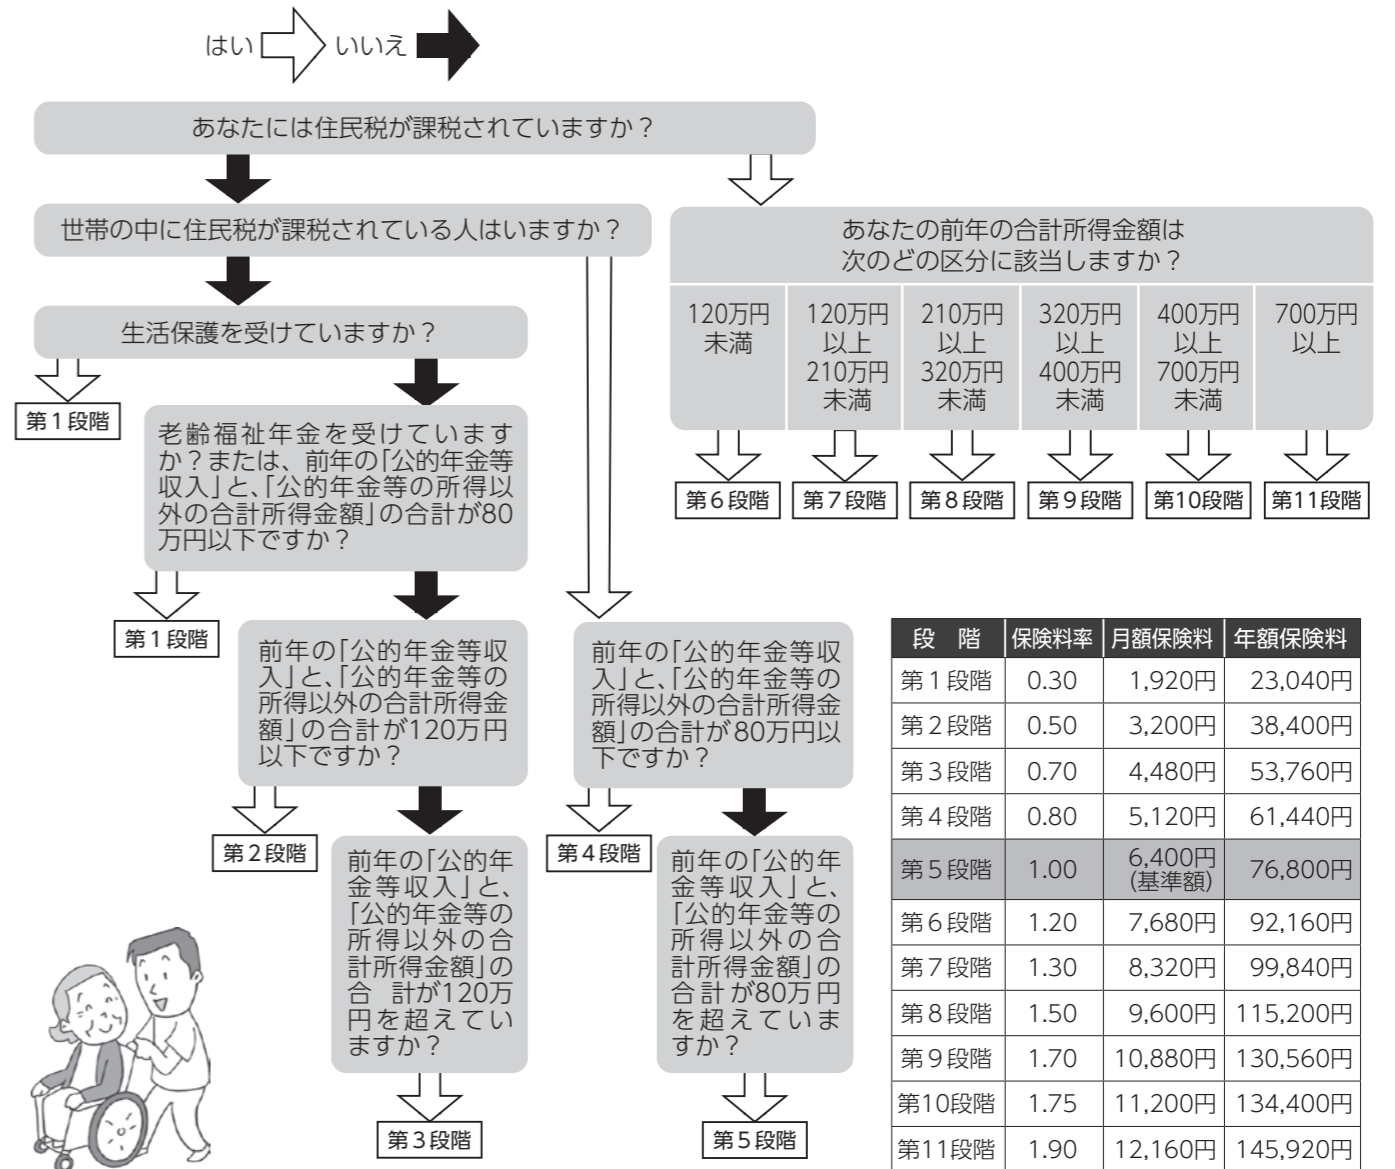 はい いいえ
あなたには住民税が課税されていますか？
世帯の中に住民税が課税されている人はいますか？
生活保護を受けていますか？
第1段階
老齢福祉年金を受けています
か？または、前年の「公的年金等
収入」と、「公的年金等の所得以
外の合計所得金額」の合計が80
万円以下ですか？
第1段階
前年の「公的年金等収
入」と、「公的年金等の
所得以外の合計所得金
額」の合計が120万円
以下ですか？
第2段階
前年の「公的年
金等収入」と、
「公的年金等の
所得以外の合
計所得金額」の
合 計が120万
円を超えてい
ますか？
第3段階
前年の「公的年金等収
入」と、「公的年金等の
所得以外の合計所得金
額」の合計が80万円以
下ですか？
第4段階
前年の「公的年
金等収入」と、
「公的年金等の
所得以外の合
計所得金額」の
合計が80万円
を超えていま
すか？
第5段階
あなたの前年の合計所得金額は
次のどの区分に該当しますか？
120万円
未満
120万円
以上
210万円
未満
210万円
以上
320万円
未満
320万円
以上
400万円
未満
400万円
以上
700万円
未満
700万円
以上
第6段階 第7段階 第8段階 第9段階 第10段階 第11段階
段 階 保険料率 月額保険料 年額保険料
第1段階 0.30 1,920円 23,040円
第2段階 0.50 3,200円 38,400円
第3段階 0.70 4,480円 53,760円
第4段階 0.80 5,120円 61,440円
第5段階 1.00 6,400円 (基準額) 76,800円
第6段階 1.20 7,680円 92,160円
第7段階 1.30 8,320円 99,840円
第8段階 1.50 9,600円 115,200円
第9段階 1.70 10,880円 130,560円
第10段階 1.75 11,200円 134,400円
第11段階 1.90 12,160円 145,920円